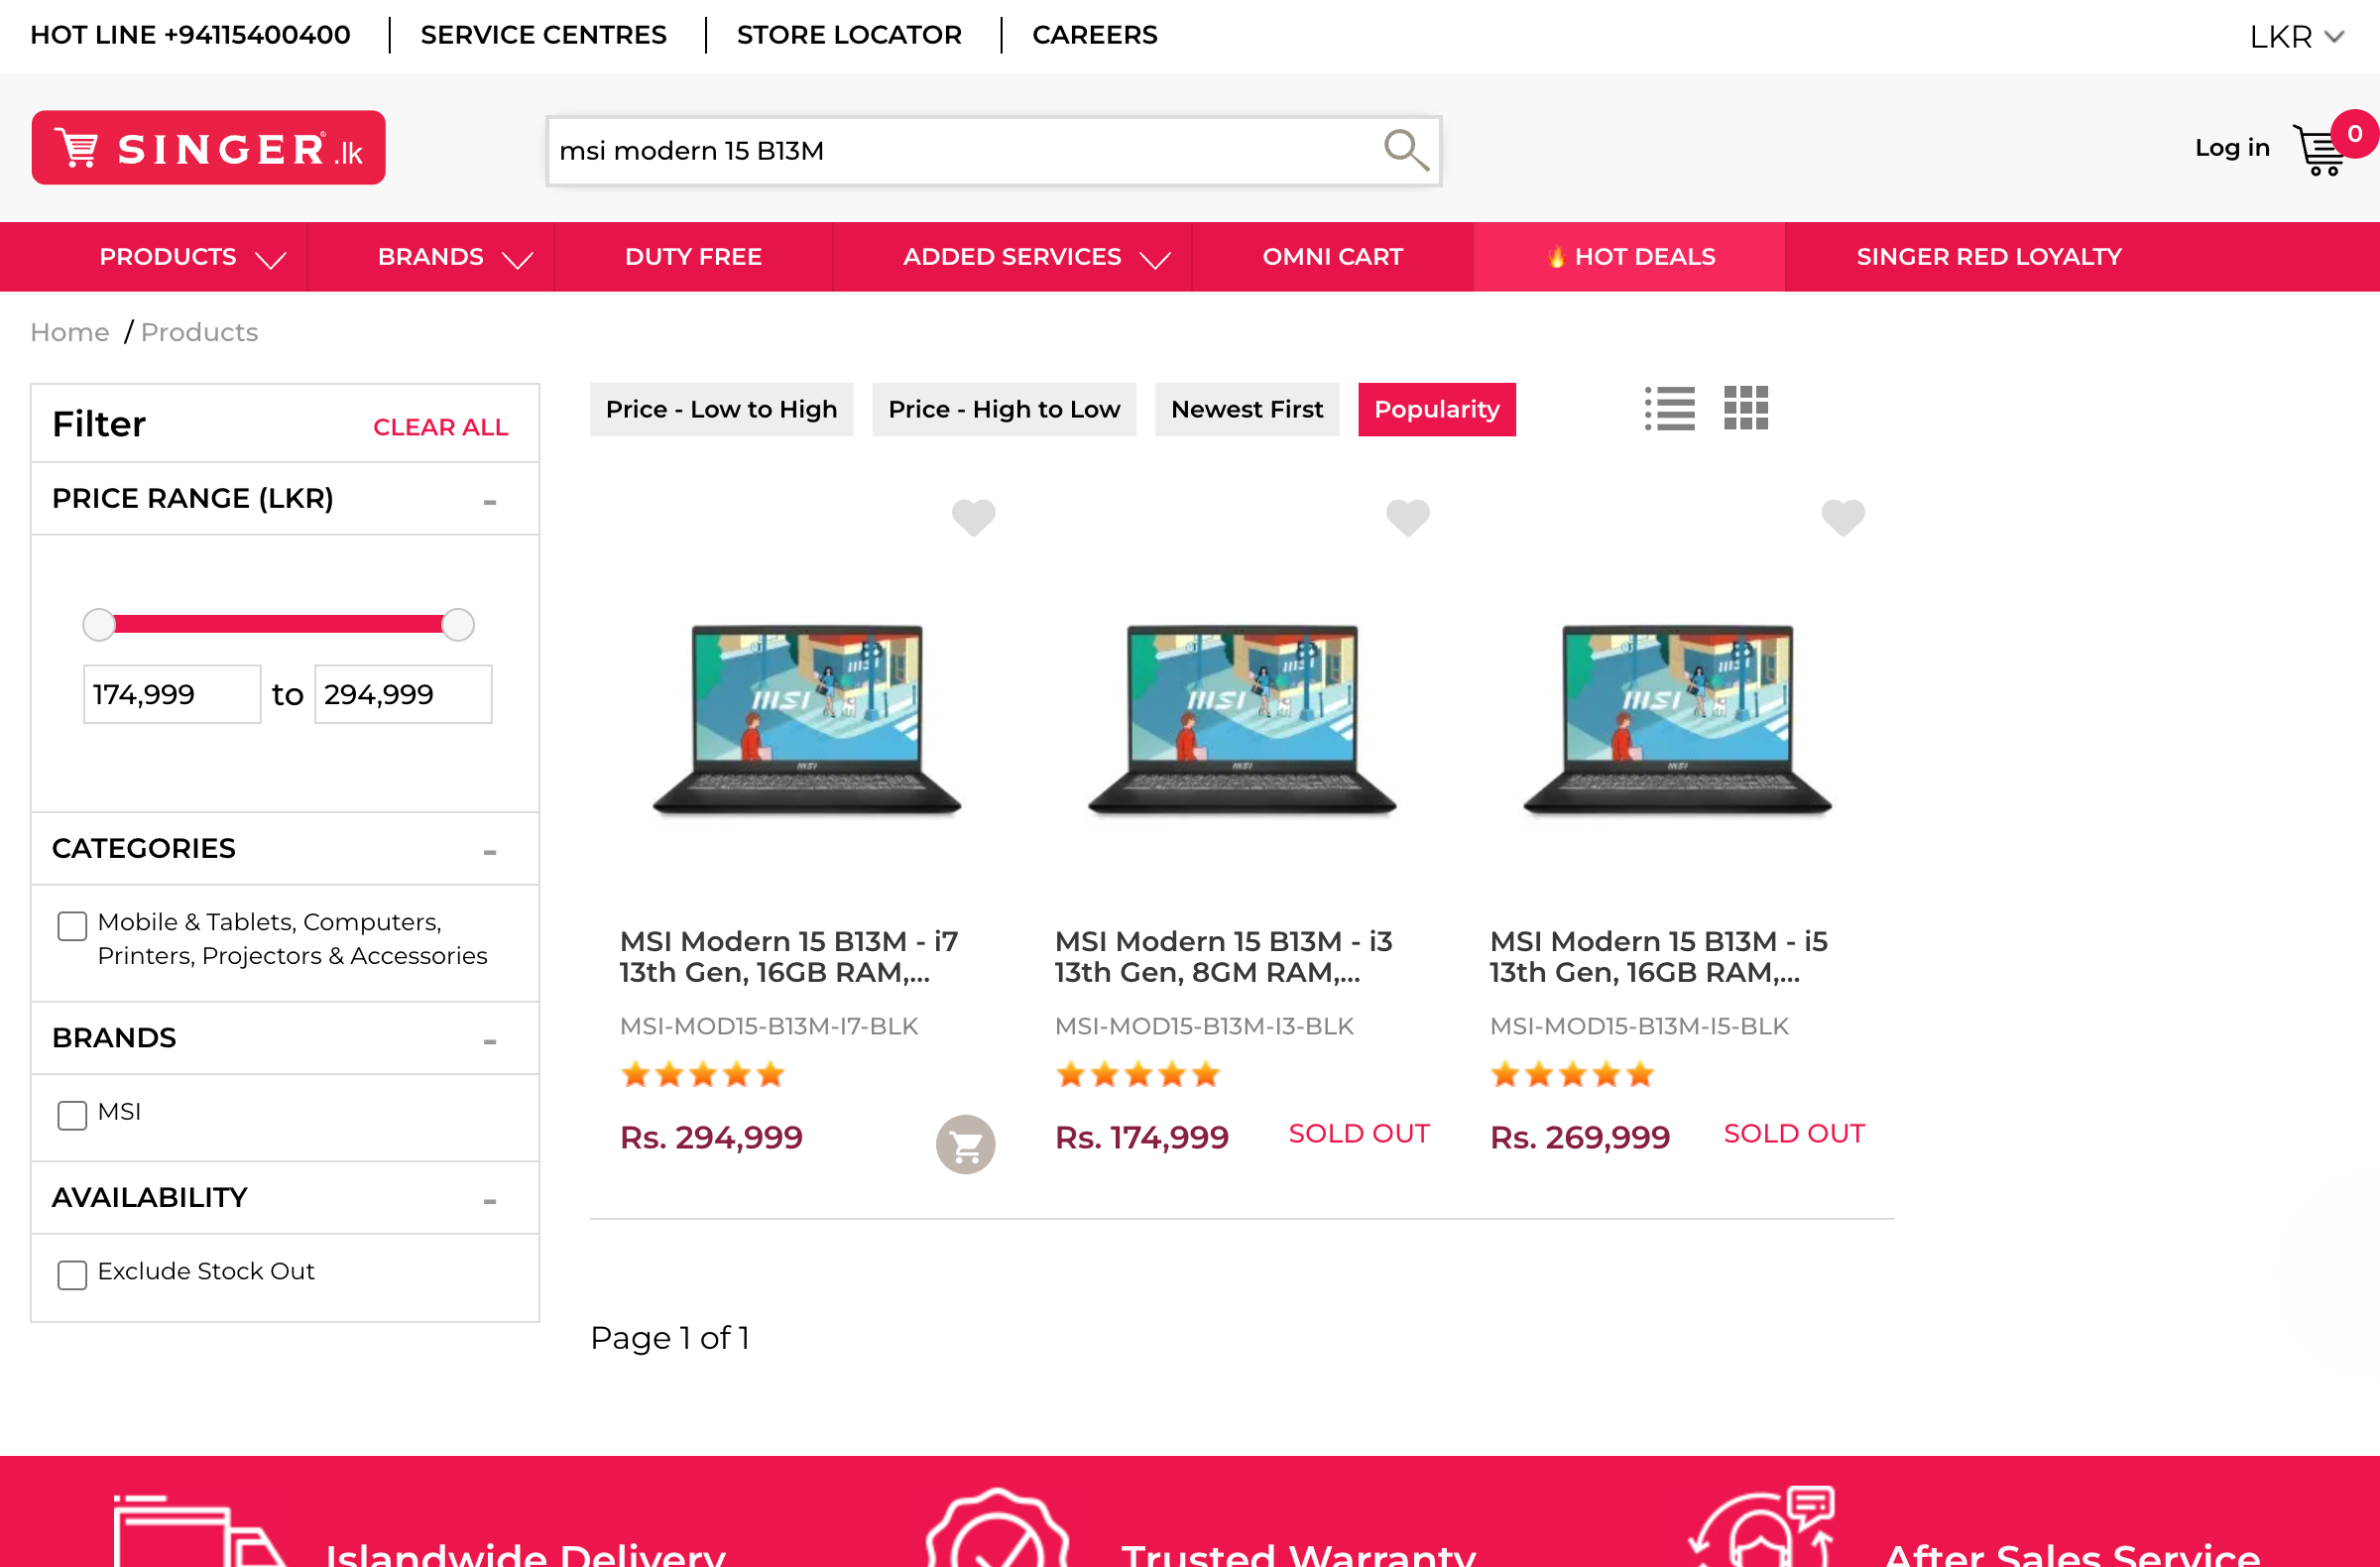 HOT LINE +94115400400
SERVICE CENTRES
STORE LOCATOR
CAREERS
LKR
SINGER.lk
msi modern 15 B13M
Log in
0
PRODUCTS
BRANDS
DUTY FREE
ADDED SERVICES
OMNI CART
HOT DEALS
SINGER RED LOYALTY
Home / Products
Filter
CLEAR ALL
PRICE RANGE (LKR) -
174,999 to 294,999
CATEGORIES -
Mobile & Tablets, Computers,
Printers, Projectors & Accessories
BRANDS -
MSI
AVAILABILITY -
Exclude Stock Out
Price - Low to High
Price - High to Low
Newest First
Popularity
msi
msi
msi
MSI Modern 15 B13M - i7
13th Gen, 16GB RAM,...
MSI-MOD15-B13M-I7-BLK
Rs. 294,999
MSI Modern 15 B13M - i3
13th Gen, 8GM RAM,...
MSI-MOD15-B13M-I3-BLK
Rs. 174,999
SOLD OUT
MSI Modern 15 B13M - i5
13th Gen, 16GB RAM,...
MSI-MOD15-B13M-I5-BLK
Rs. 269,999
SOLD OUT
Page 1 of 1
Islandwide Delivery
Trusted Warranty
After Sales Service